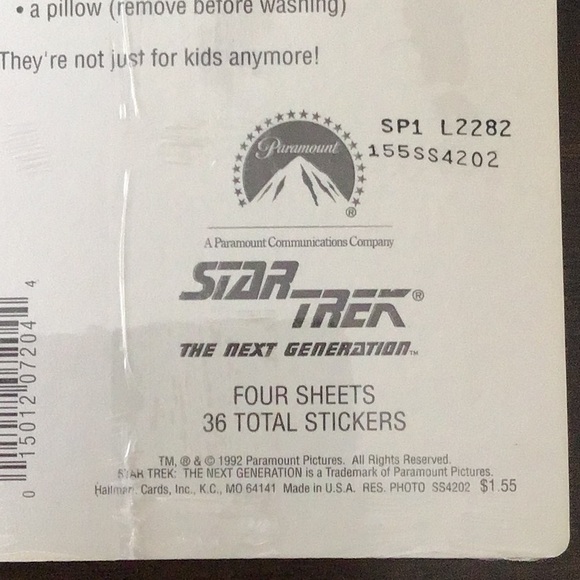 • a pillow (remove before washing)
They're not just for kids anymore!
SP1 L2282
155SS4202
Paramount®
A Paramount Communications Company
STAR TREK®
THE NEXT GENERATION™
FOUR SHEETS
36 TOTAL STICKERS
TM, ® & © 1992 Paramount Pictures. All Rights Reserved.
STAR TREK: THE NEXT GENERATION is a Trademark of Paramount Pictures.
Hallmark Cards, Inc., K.C., MO 64141 Made in U.S.A. RES. PHOTO SS4202 $1.55
0 15012 07204 4